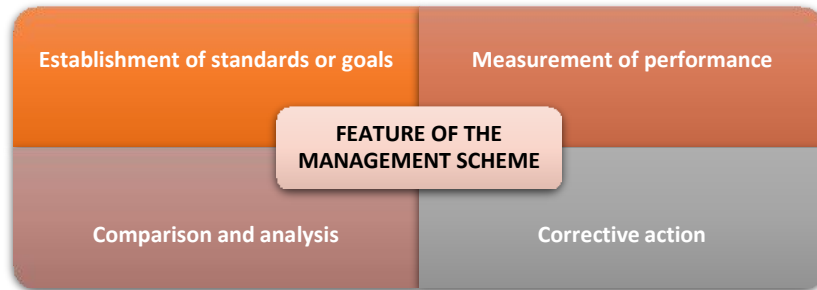 Establishment of standards or goals
Measurement of performance
FEATURE OF THE
MANAGEMENT SCHEME
Comparison and analysis
Corrective action